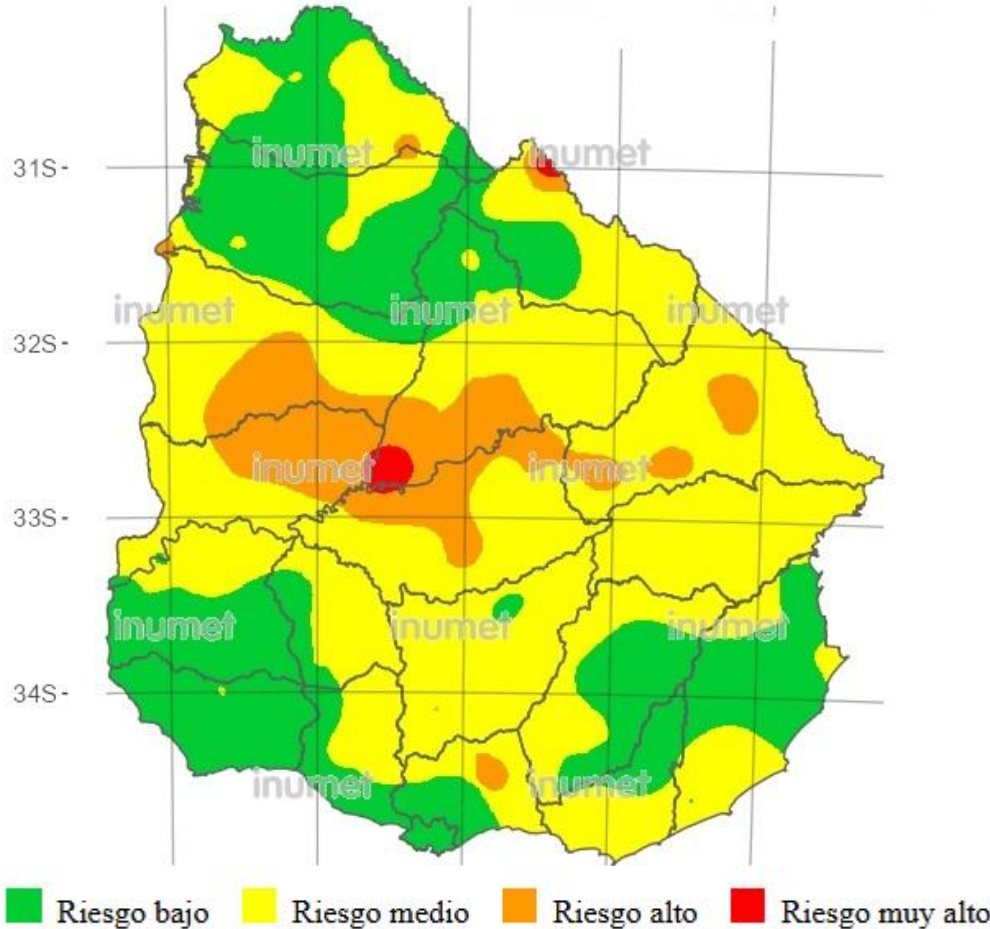 inumet inumet
31S-
inumet inumet inumet
32S-
inumet inumet
33S-
inumet inumet inumet
34S-
inumet inumet
Riesgo bajo Riesgo medio Riesgo alto Riesgo muy alto